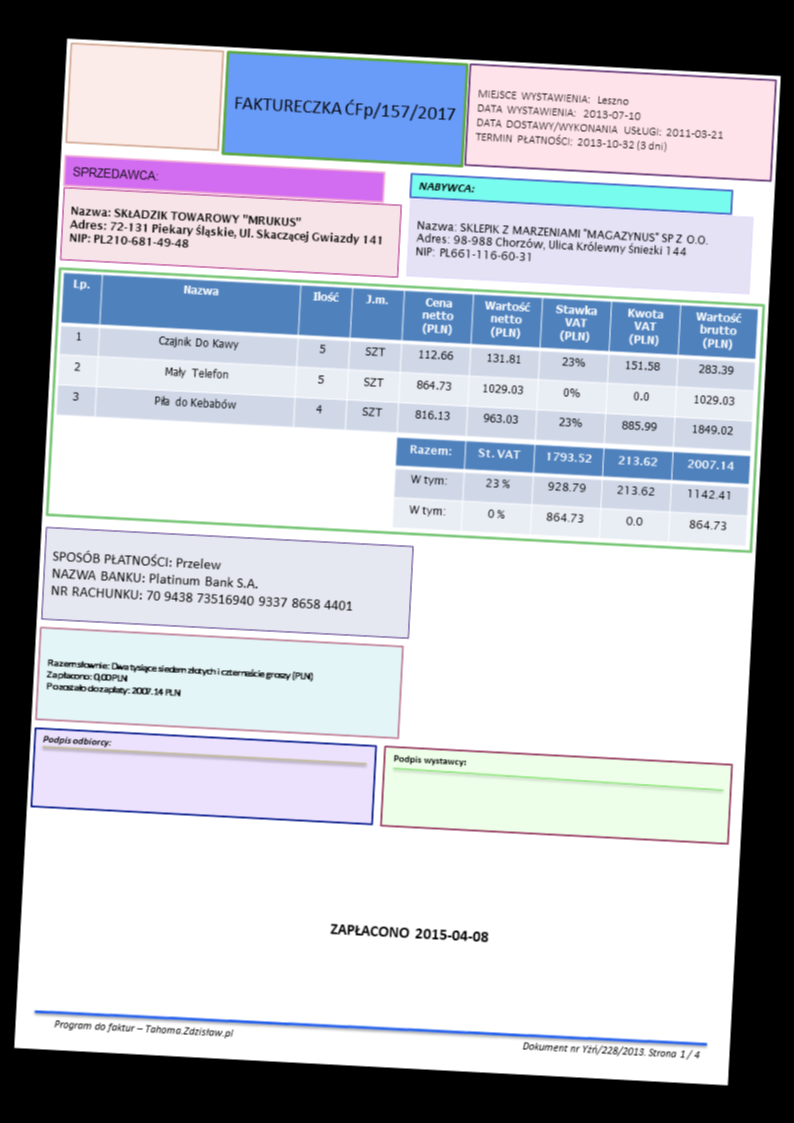 FAKTURECZKA ĆFp/157/2017
MIEJSCE WYSTAWIENIA: Leszno
DATA WYSTAWIENIA: 2013-07-10
DATA DOSTAWY/WYKONANIA USŁUGI: 2011-03-21
TERMIN PŁATNOŚCI: 2013-10-32 (3 dni)
SPRZEDAWCA:
Nazwa: SKŁADZIK TOWAROWY "MRUKUS"
Adres: 72-131 Piekary Śląskie, Ul. Skaczącej Gwiazdy 141
NIP: PL210-681-49-48
NABYWCA:
Nazwa: SKLEPIK Z MARZENIAMI "MAGAZYNUS" SP Z O.O.
Adres: 98-988 Chorzów, Ulica Królewny Śnieżki 144
NIP: PL661-116-60-31
Lp. Nazwa Ilość J.m. Cena netto (PLN) Wartość netto (PLN) Stawka VAT (PLN) Kwota VAT (PLN) Wartość brutto (PLN)
1 Czajnik Do Kawy 5 SZT 112.66 131.81 23% 151.58 283.39
2 Mały Telefon 5 SZT 864.73 1029.03 0% 0.0 1029.03
3 Piła do Kebabów 4 SZT 816.13 963.03 23% 885.99 1849.02
Razem: St. VAT 1793.52 213.62 2007.14
W tym: 23 % 928.79 213.62 1142.41
W tym: 0 % 864.73 0.0 864.73
SPOSÓB PŁATNOŚCI: Przelew
NAZWA BANKU: Platinum Bank S.A.
NR RACHUNKU: 70 9438 73516940 9337 8658 4401
Razem słownie: Dwa tysiące siedem złotych i czternaście groszy (PLN)
Zapłacono: 0,00 PLN
Pozostało do zapłaty: 2007.14 PLN
Podpis odbiorcy:
Podpis wystawcy:
ZAPŁACONO 2015-04-08
Program do faktur – Tahoma.Zdzisław.pl
Dokument nr Yżń/228/2013. Strona 1 / 4